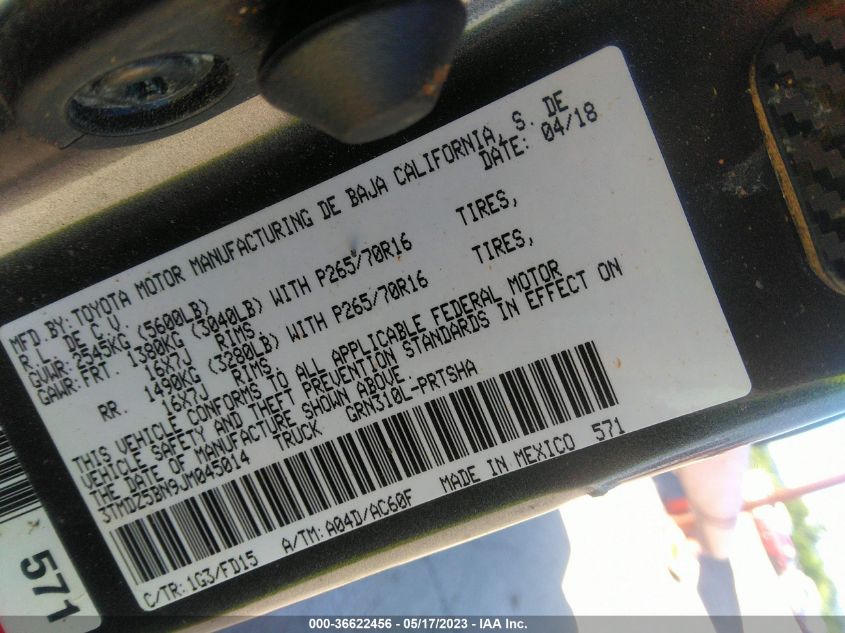 MFD.BY:TOYOTA MOTOR MANUFACTURING DE BAJA CALIFORNIA, S. DE
R.L. DE C.V. DATE: 04/18
GVWR: 2545KG (5600LB)
GAWR:FRT. 1380KG (3040LB) WITH P265/70R16 TIRES,
16X7J RIMS
RR. 1490KG (3280LB) WITH P265/70R16 TIRES,
16X7J RIMS
THIS VEHICLE CONFORMS TO ALL APPLICABLE FEDERAL MOTOR
VEHICLE SAFETY AND THEFT PREVENTION STANDARDS IN EFFECT ON
THE DATE OF MANUFACTURE SHOWN ABOVE.
3TMDZ5BN9JM045014 TRUCK GRN310L-PRTSHA
C/TR: 1G3/FD15 A/TM: A04D/AC60F MADE IN MEXICO 571
571
000-36622456 - 05/17/2023 - IAA Inc.